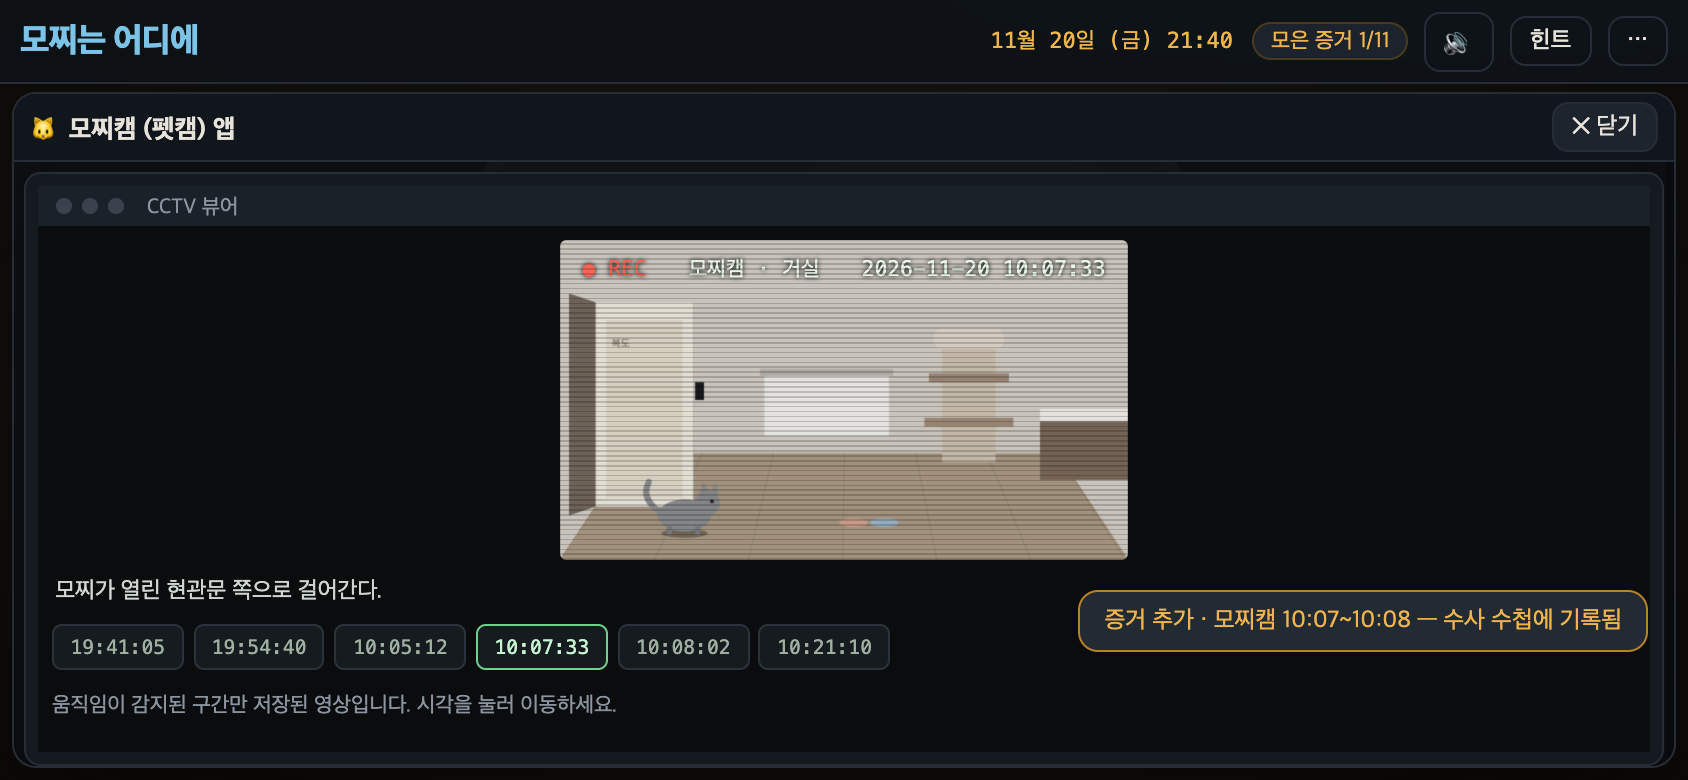 모찌는 어디에
11월 20일 (금) 21:40
모은 증거 1/11
힌트
···
모찌캠 (펫캠) 앱
✕ 닫기
CCTV 뷰어
REC 모찌캠 · 거실 2026-11-20 10:07:33
복도
모찌가 열린 현관문 쪽으로 걸어간다.
증거 추가 · 모찌캠 10:07~10:08 — 수사 수첩에 기록됨
19:41:05 19:54:40 10:05:12 10:07:33 10:08:02 10:21:10
움직임이 감지된 구간만 저장된 영상입니다. 시각을 눌러 이동하세요.